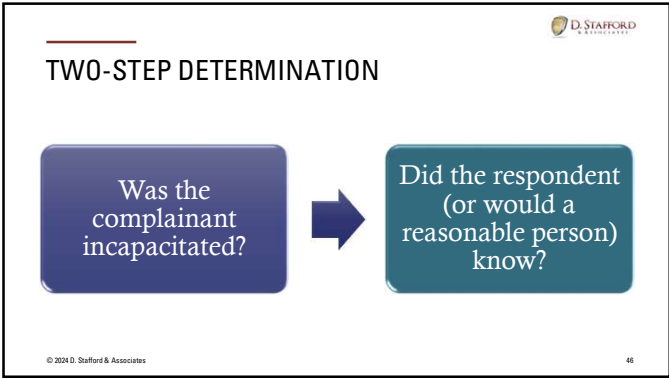 D. STAFFORD
& ASSOCIATES
TWO-STEP DETERMINATION
Was the
complainant
incapacitated?
Did the respondent
(or would a
reasonable person)
know?
© 2024 D. Stafford & Associates
46